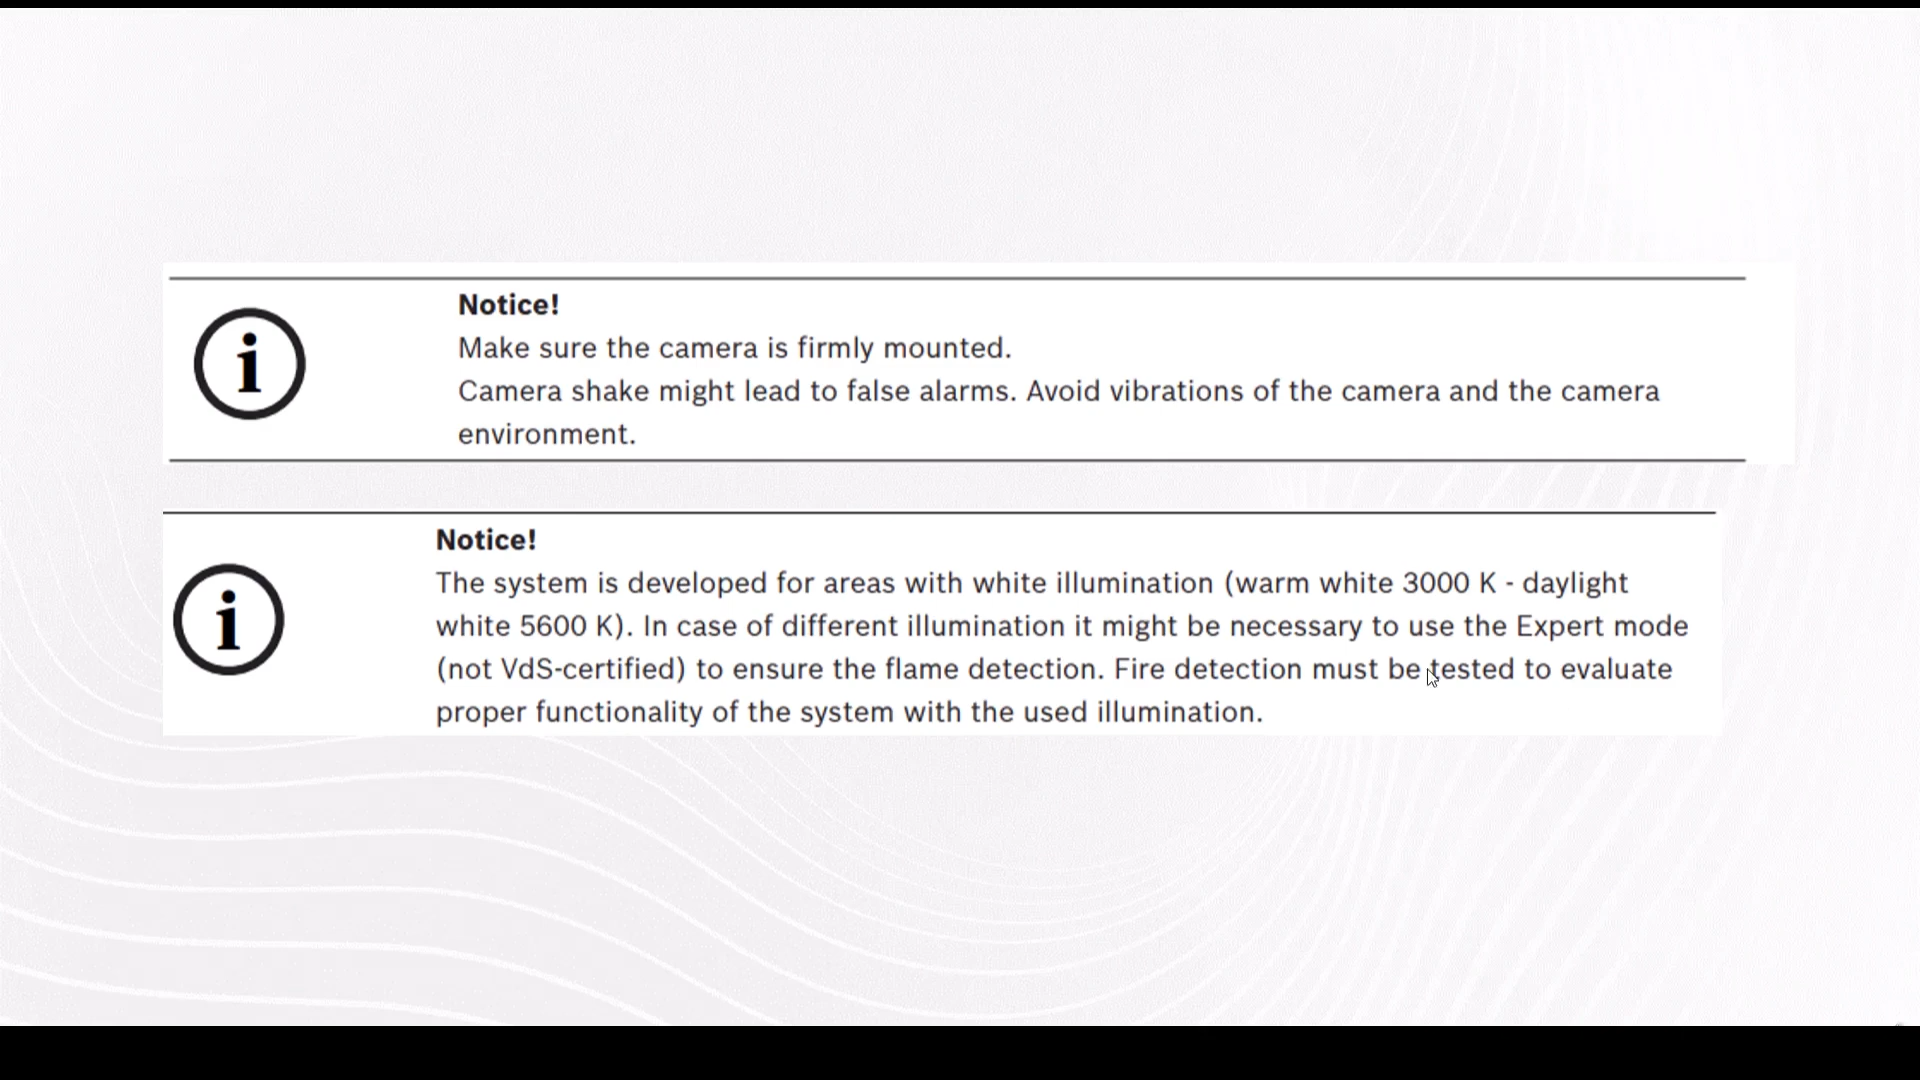 Notice!
Make sure the camera is firmly mounted.
Camera shake might lead to false alarms. Avoid vibrations of the camera and the camera
environment.
Notice!
The system is developed for areas with white illumination (warm white 3000 K - daylight
white 5600 K). In case of different illumination it might be necessary to use the Expert mode
(not VdS-certified) to ensure the flame detection. Fire detection must be tested to evaluate
proper functionality of the system with the used illumination.